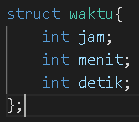 struct waktu{
    int jam;
    int menit;
    int detik;
};